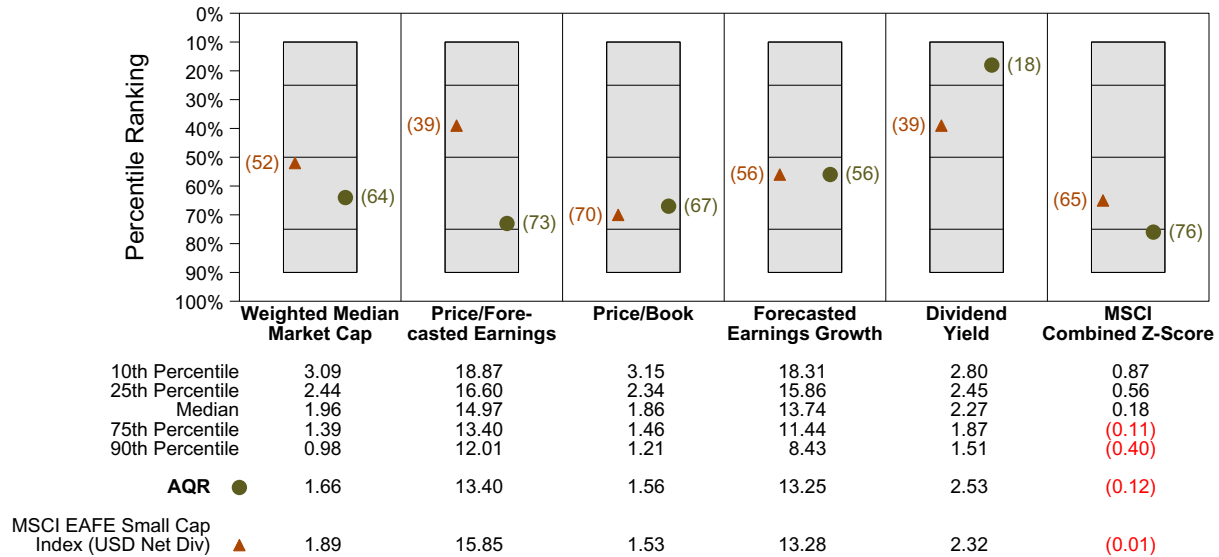 Percentile Ranking
0%
10%
20%
30%
40%
50%
60%
70%
80%
90%
100%
(52)
(64)
(39)
(73)
(70)
(67)
(56)
(56)
(39)
(18)
(65)
(76)
Weighted Median Market Cap
Price/Fore-casted Earnings
Price/Book
Forecasted Earnings Growth
Dividend Yield
MSCI Combined Z-Score
10th Percentile 3.09 18.87 3.15 18.31 2.80 0.87
25th Percentile 2.44 16.60 2.34 15.86 2.45 0.56
Median 1.96 14.97 1.86 13.74 2.27 0.18
75th Percentile 1.39 13.40 1.46 11.44 1.87 (0.11)
90th Percentile 0.98 12.01 1.21 8.43 1.51 (0.40)
AQR 1.66 13.40 1.56 13.25 2.53 (0.12)
MSCI EAFE Small Cap
Index (USD Net Div) 1.89 15.85 1.53 13.28 2.32 (0.01)